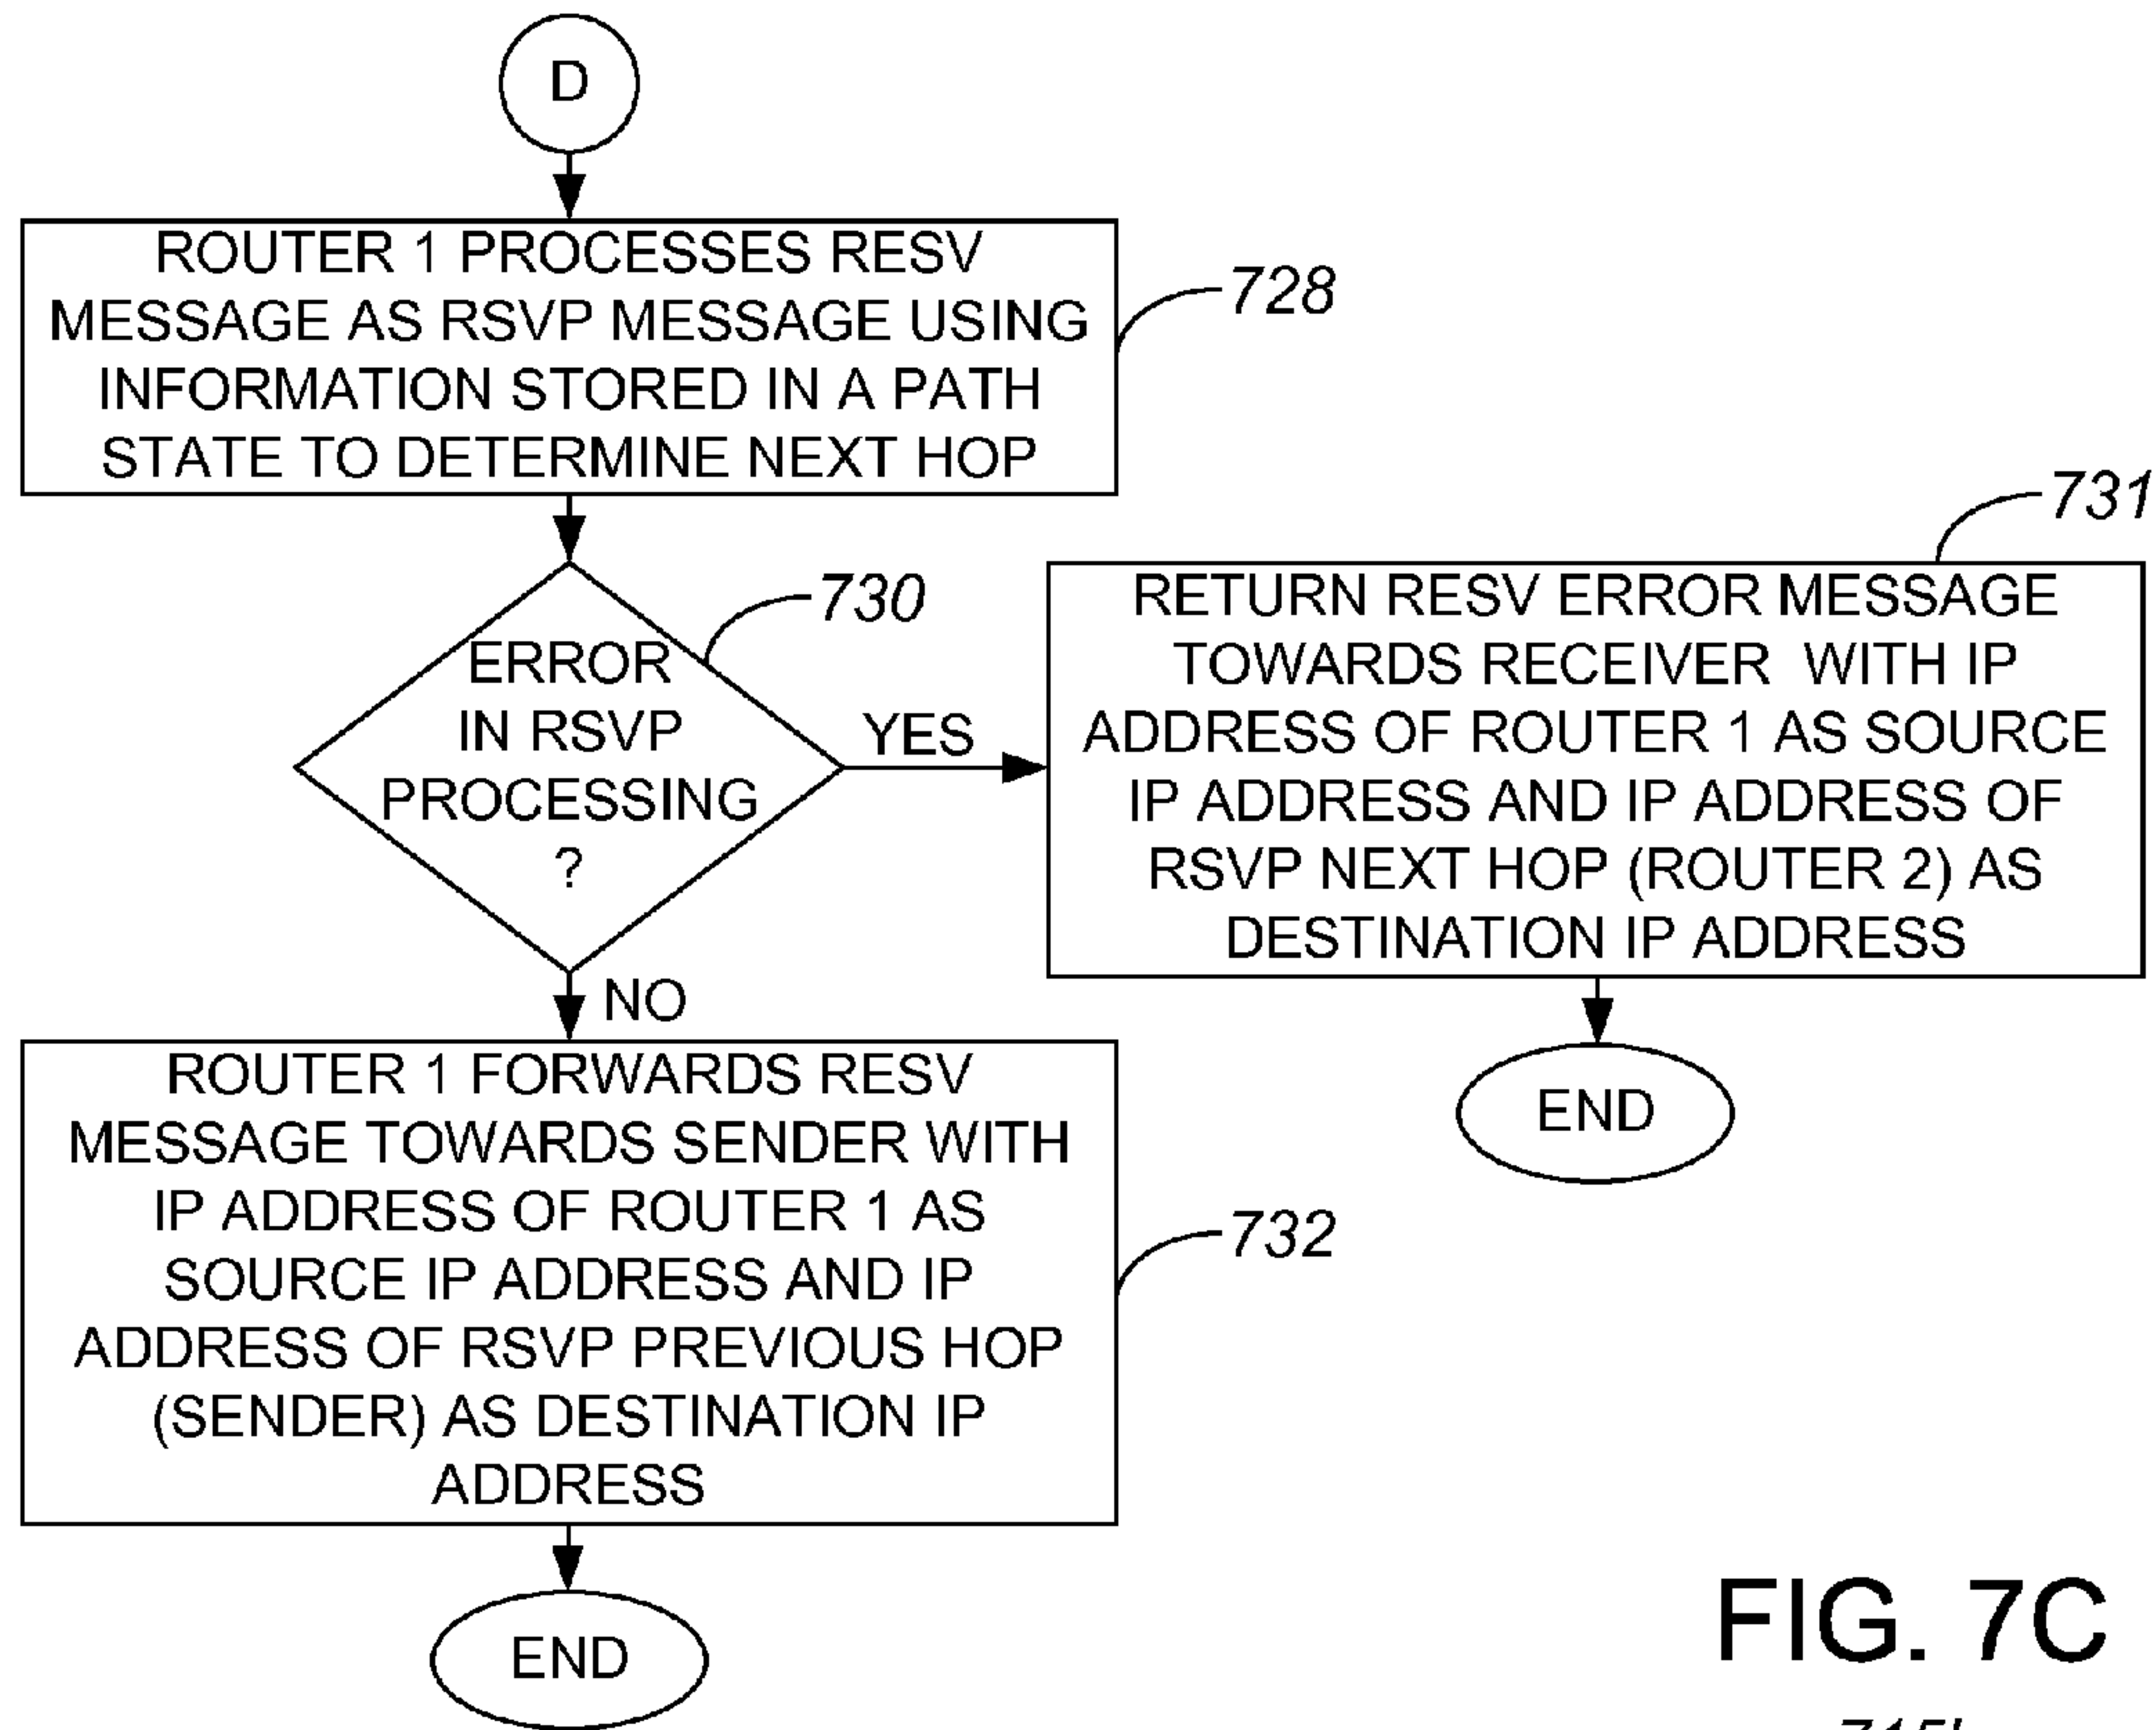 D
ROUTER 1 PROCESSES RESV
MESSAGE AS RSVP MESSAGE USING
INFORMATION STORED IN A PATH
STATE TO DETERMINE NEXT HOP
728
ERROR
IN RSVP
PROCESSING
?
730
YES
731
RETURN RESV ERROR MESSAGE
TOWARDS RECEIVER WITH IP
ADDRESS OF ROUTER 1 AS SOURCE
IP ADDRESS AND IP ADDRESS OF
RSVP NEXT HOP (ROUTER 2) AS
DESTINATION IP ADDRESS
END
NO
ROUTER 1 FORWARDS RESV
MESSAGE TOWARDS SENDER WITH
IP ADDRESS OF ROUTER 1 AS
SOURCE IP ADDRESS AND IP
ADDRESS OF RSVP PREVIOUS HOP
(SENDER) AS DESTINATION IP
ADDRESS
732
END
FIG. 7C